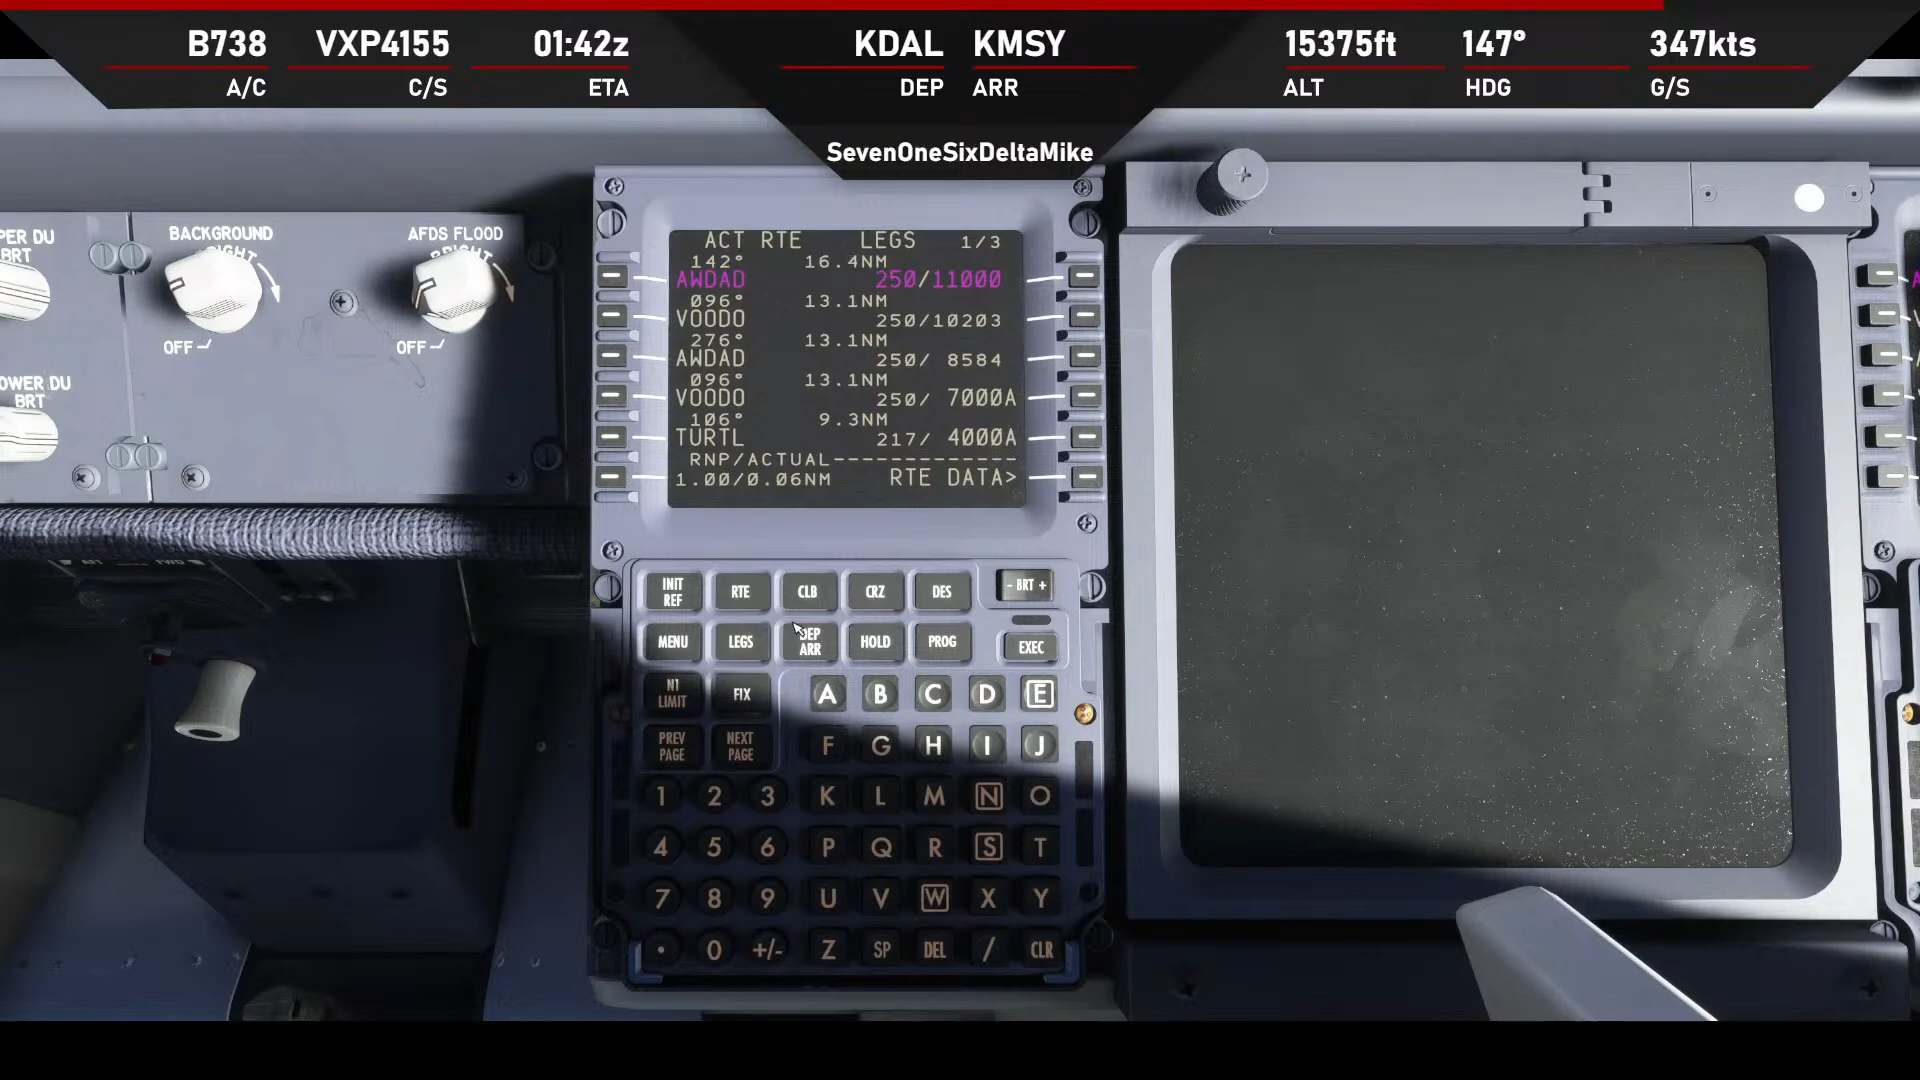 B738 VXP4155 01:42z KDAL KMSY 15375ft 147° 347kts
A/C C/S ETA DEP ARR ALT HDG G/S
SevenOneSixDeltaMike
PER DU
BRT
BACKGROUND
OFF
AFDS FLOOD
OFF
OWER DU
BRT
ACT RTE LEGS 1/3
142° 16.4NM
AWDAD 250/11000
096° 13.1NM
VOODO 250/10203
276° 13.1NM
AWDAD 250/ 8584
096° 13.1NM
VOODO 250/ 7000A
106° 9.3NM
TURTL 217/ 4000A
RNP/ACTUAL-------------
1.00/0.06NM RTE DATA>
INIT REF RTE CLB CRZ DES - BRT +
MENU LEGS DEP ARR HOLD PROG EXEC
N1 LIMIT FIX A B C D E
PREV PAGE NEXT PAGE F G H I J
1 2 3 K L M N O
4 5 6 P Q R S T
7 8 9 U V W X Y
. 0 +/- Z SP DEL / CLR